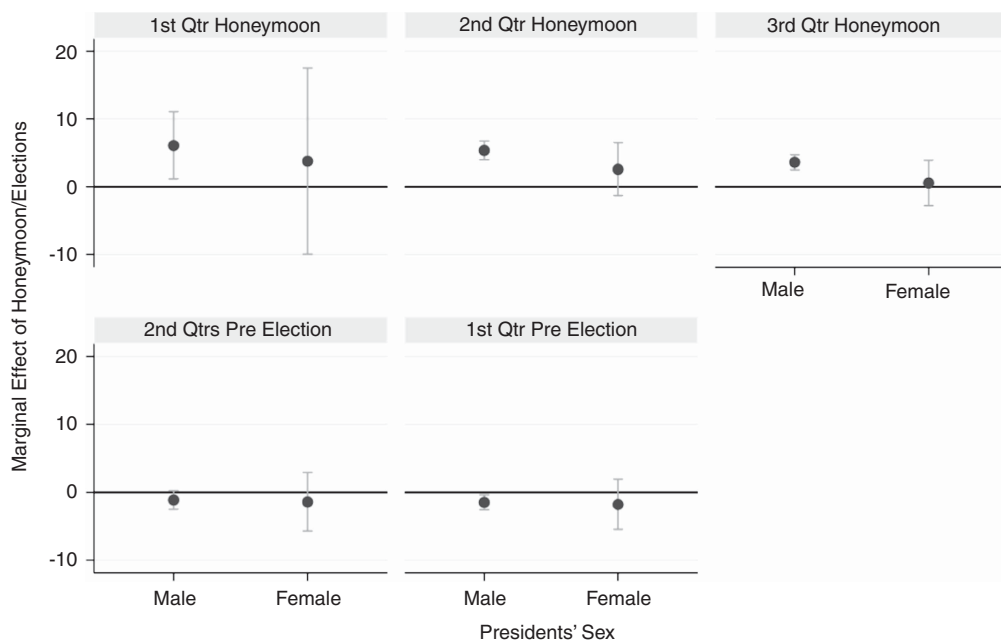 1st Qtr Honeymoon
2nd Qtr Honeymoon
3rd Qtr Honeymoon
20
10
0
-10
Male
Female
Marginal Effect of Honeymoon/Elections
2nd Qtrs Pre Election
1st Qtr Pre Election
20
10
0
-10
Male
Female
Male
Female
Presidents' Sex